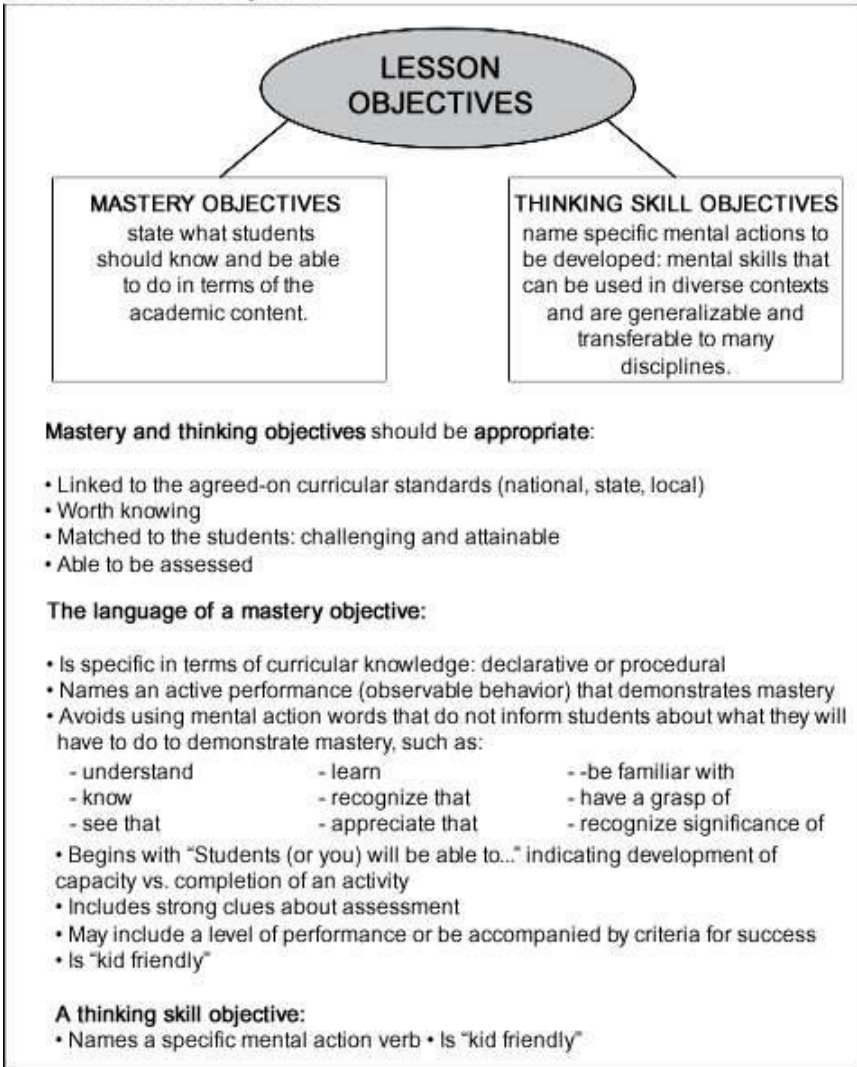 LESSON
OBJECTIVES
MASTERY OBJECTIVES
state what students
should know and be able
to do in terms of the
academic content.
THINKING SKILL OBJECTIVES
name specific mental actions to
be developed: mental skills that
can be used in diverse contexts
and are generalizable and
transferable to many
disciplines.
Mastery and thinking objectives should be appropriate:
• Linked to the agreed-on curricular standards (national, state, local)
• Worth knowing
• Matched to the students: challenging and attainable
• Able to be assessed
The language of a mastery objective:
• Is specific in terms of curricular knowledge: declarative or procedural
• Names an active performance (observable behavior) that demonstrates mastery
• Avoids using mental action words that do not inform students about what they will
have to do to demonstrate mastery, such as:
- understand - learn - -be familiar with
- know - recognize that - have a grasp of
- see that - appreciate that - recognize significance of
• Begins with “Students (or you) will be able to...” indicating development of
capacity vs. completion of an activity
• Includes strong clues about assessment
• May include a level of performance or be accompanied by criteria for success
• Is “kid friendly”
A thinking skill objective:
• Names a specific mental action verb • Is “kid friendly”